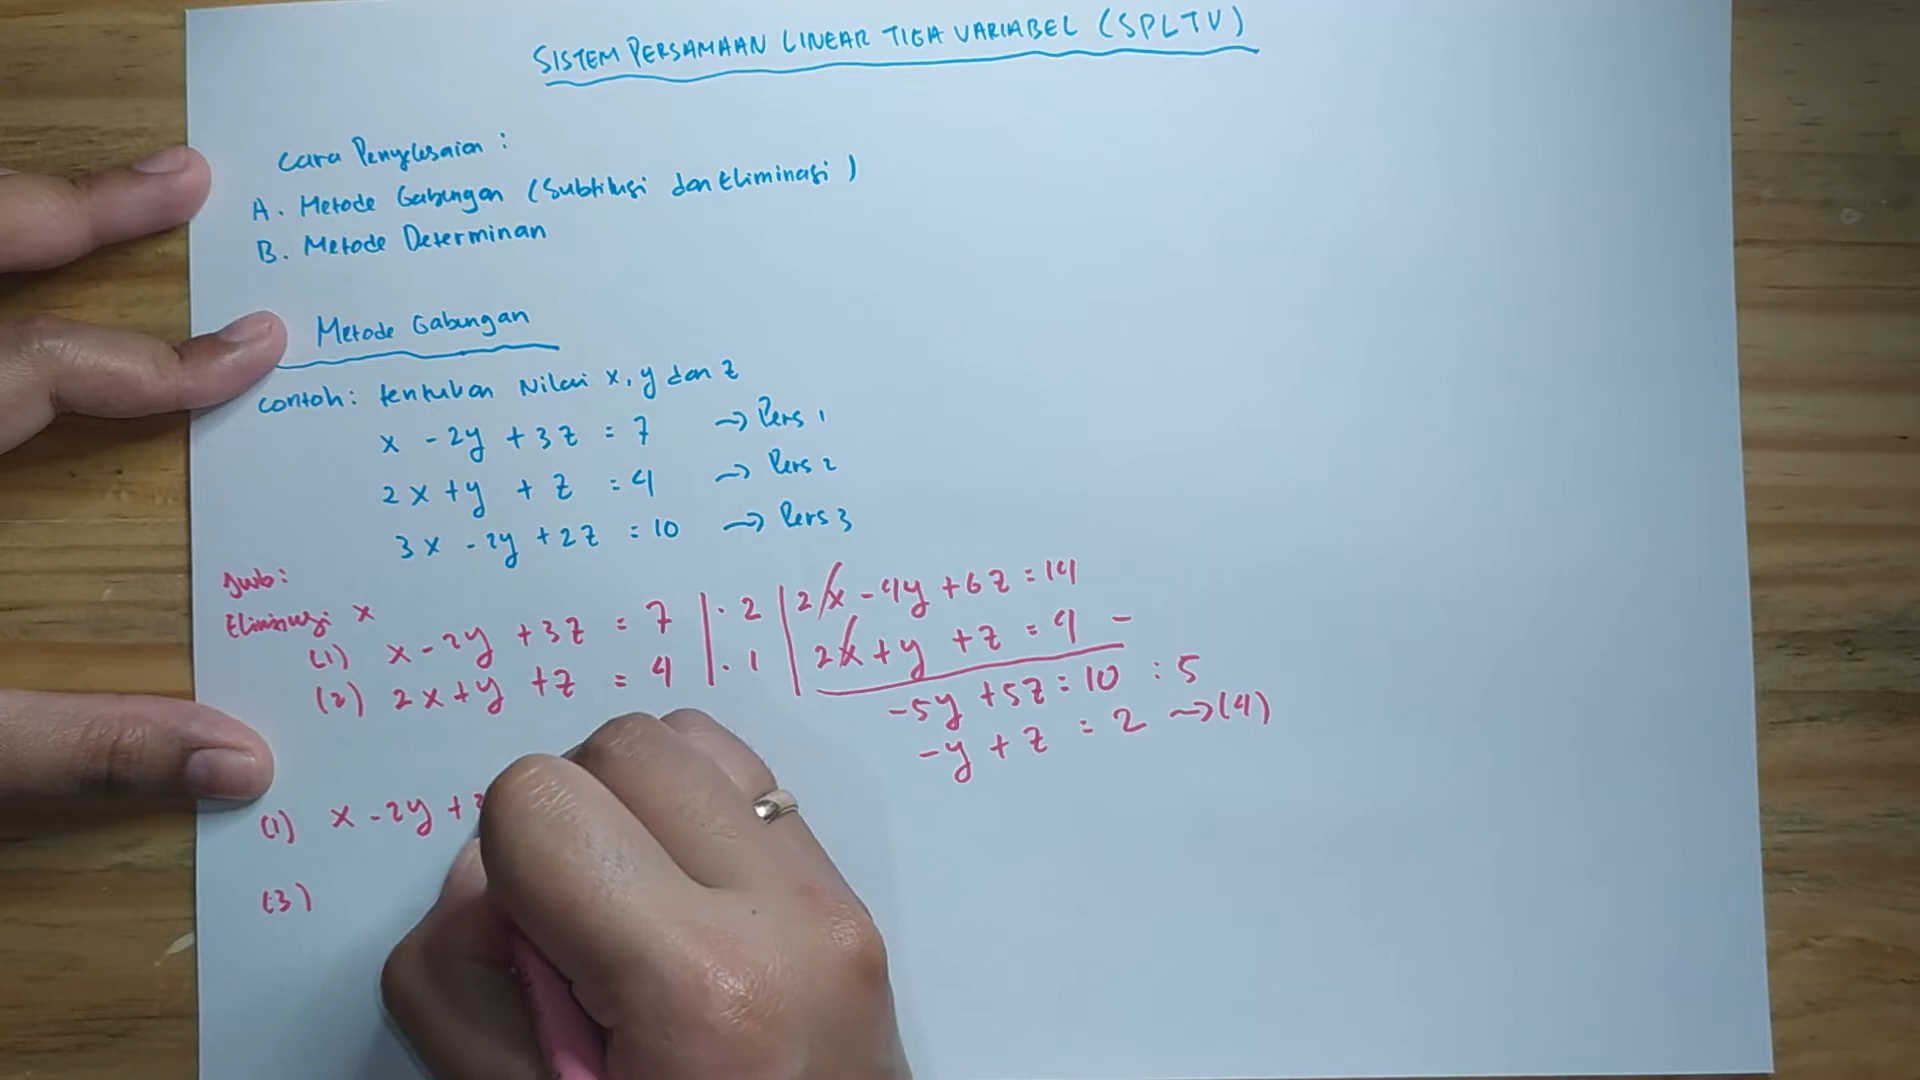 SISTEM PERSAMAAN LINEAR TIGA VARIABEL (SPLTV)
Cara Penyelesaian :
A. Metode Gabungan (Subtitusi dan Eliminasi)
B. Metode Determinan
Metode Gabungan
Contoh: tentukan Nilai x, y dan z
x - 2y + 3z = 7 → Pers 1
2x + y + z = 4 → Pers 2
3x - 2y + 2z = 10 → Pers 3
Jwb:
Eliminasi x
(1) x - 2y + 3z = 7 | . 2 | 2x - 4y + 6z = 14
(2) 2x + y + z = 4 | . 1 | 2x + y + z = 4 -
-5y + 5z = 10 : 5
-y + z = 2 → (4)
(1) x - 2y +
(3)